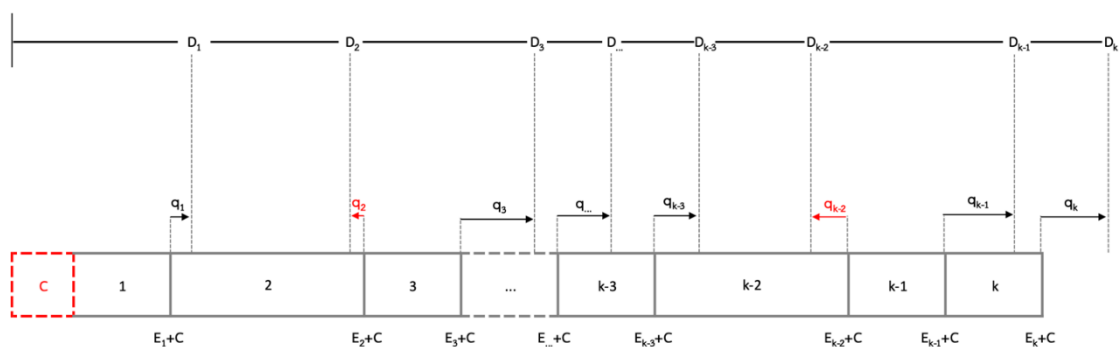 D₁ D₂ D₃ D... Dₖ₋₃ Dₖ₋₂ Dₖ₋₁ Dₖ
q₁ q₂ q₃ q... qₖ₋₃ qₖ₋₂ qₖ₋₁ qₖ
C 1 2 3 ... k-3 k-2 k-1 k
E₁+C E₂+C E₃+C E...+C Eₖ₋₃+C Eₖ₋₂+C Eₖ₋₁+C Eₖ+C